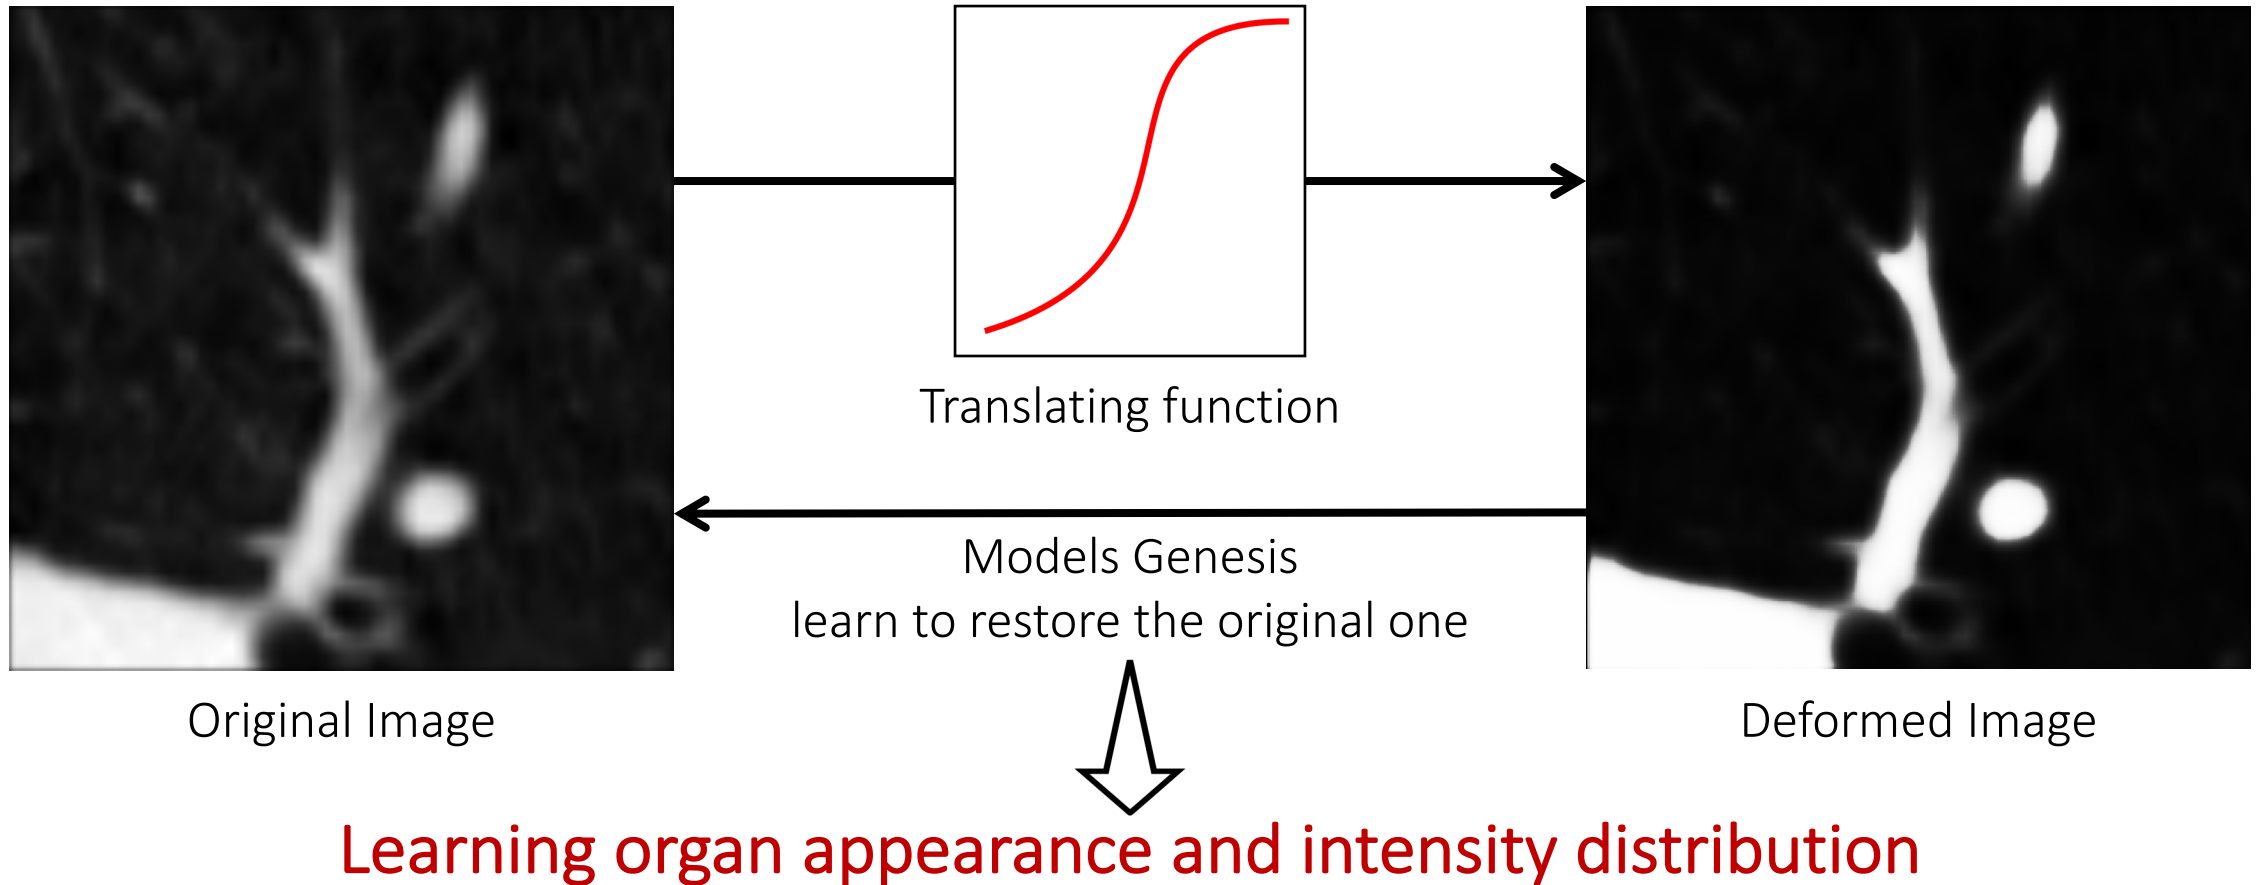 Translating function
Models Genesis
learn to restore the original one
Original Image
Deformed Image
Learning organ appearance and intensity distribution